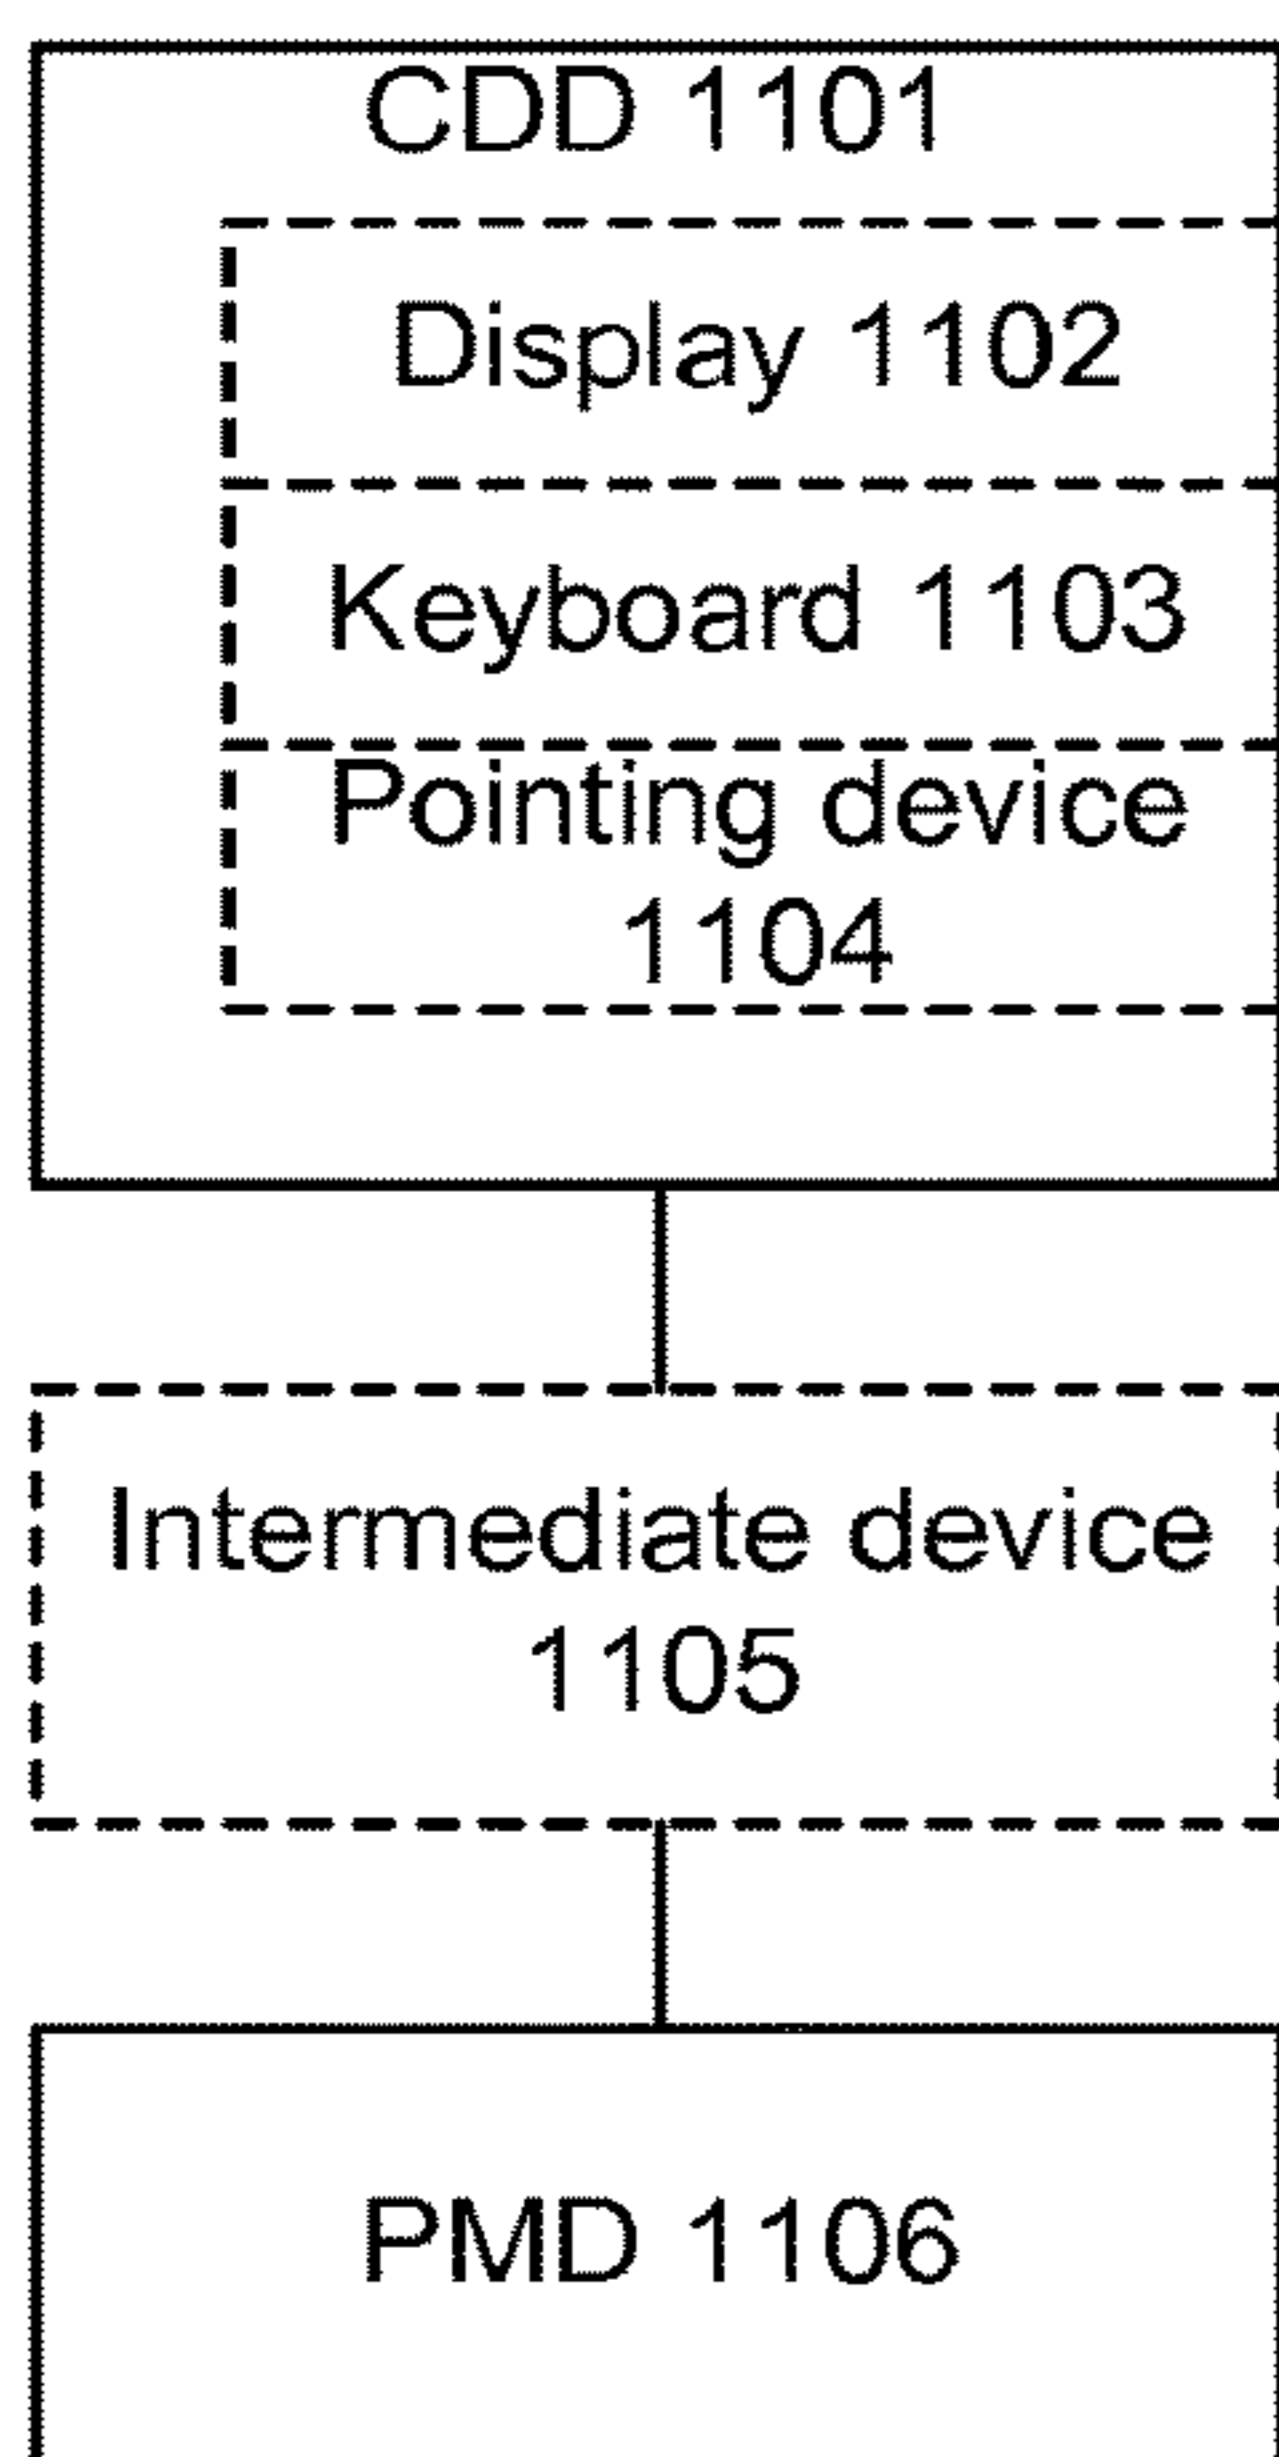 CDD 1101
Display 1102
Keyboard 1103
Pointing device
1104
Intermediate device
1105
PMD 1106